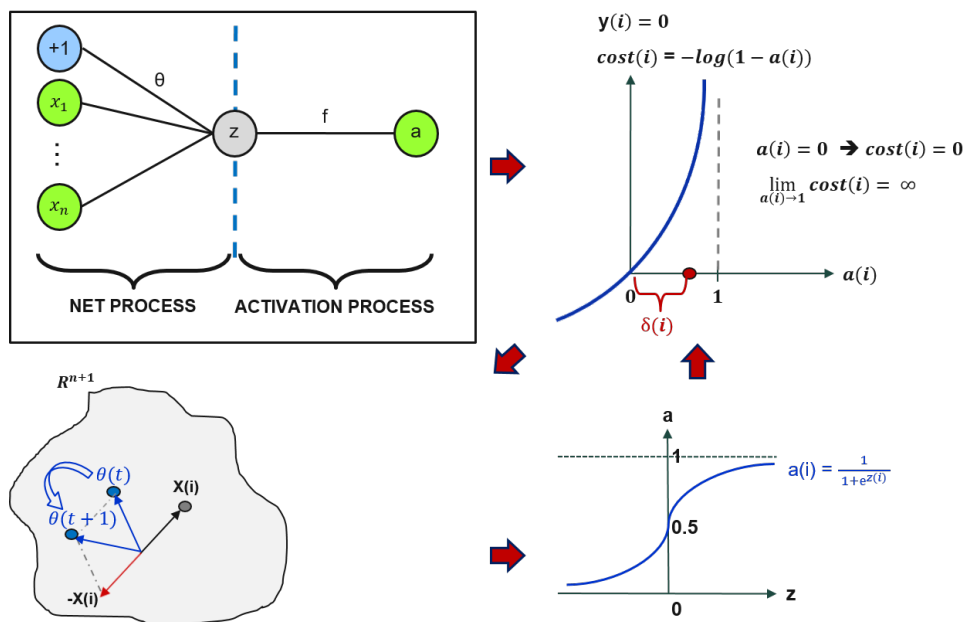 +1
θ
x₁
⋮
xₙ
z
f
a
NET PROCESS
ACTIVATION PROCESS
y(i) = 0
cost(i) = −log(1 − a(i))
a(i) = 0 ➔ cost(i) = 0
lim a(i)→1 cost(i) = ∞
0
1
a(i)
δ(i)
Rⁿ⁺¹
θ(t)
X(i)
θ(t + 1)
-X(i)
a
1
a(i) = 1/(1+e^z(i))
0.5
0
z